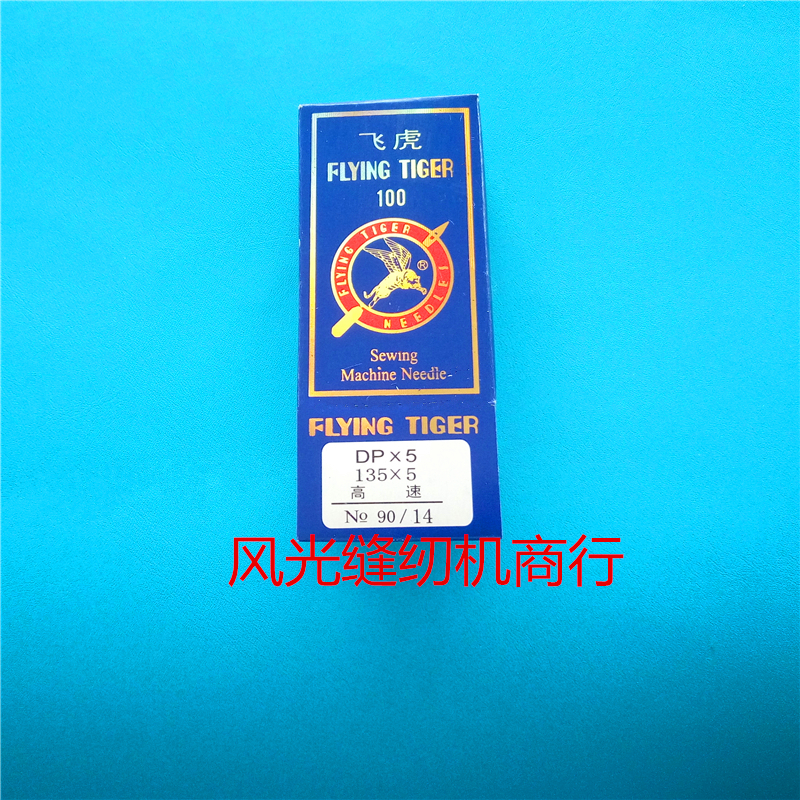 飞虎
FLYING TIGER
100
FLYING TIGER
NEEDLES
®
Sewing
Machine Needle
FLYING TIGER
DP×5
135×5
高 速
№ 90/14
风光缝纫机商行